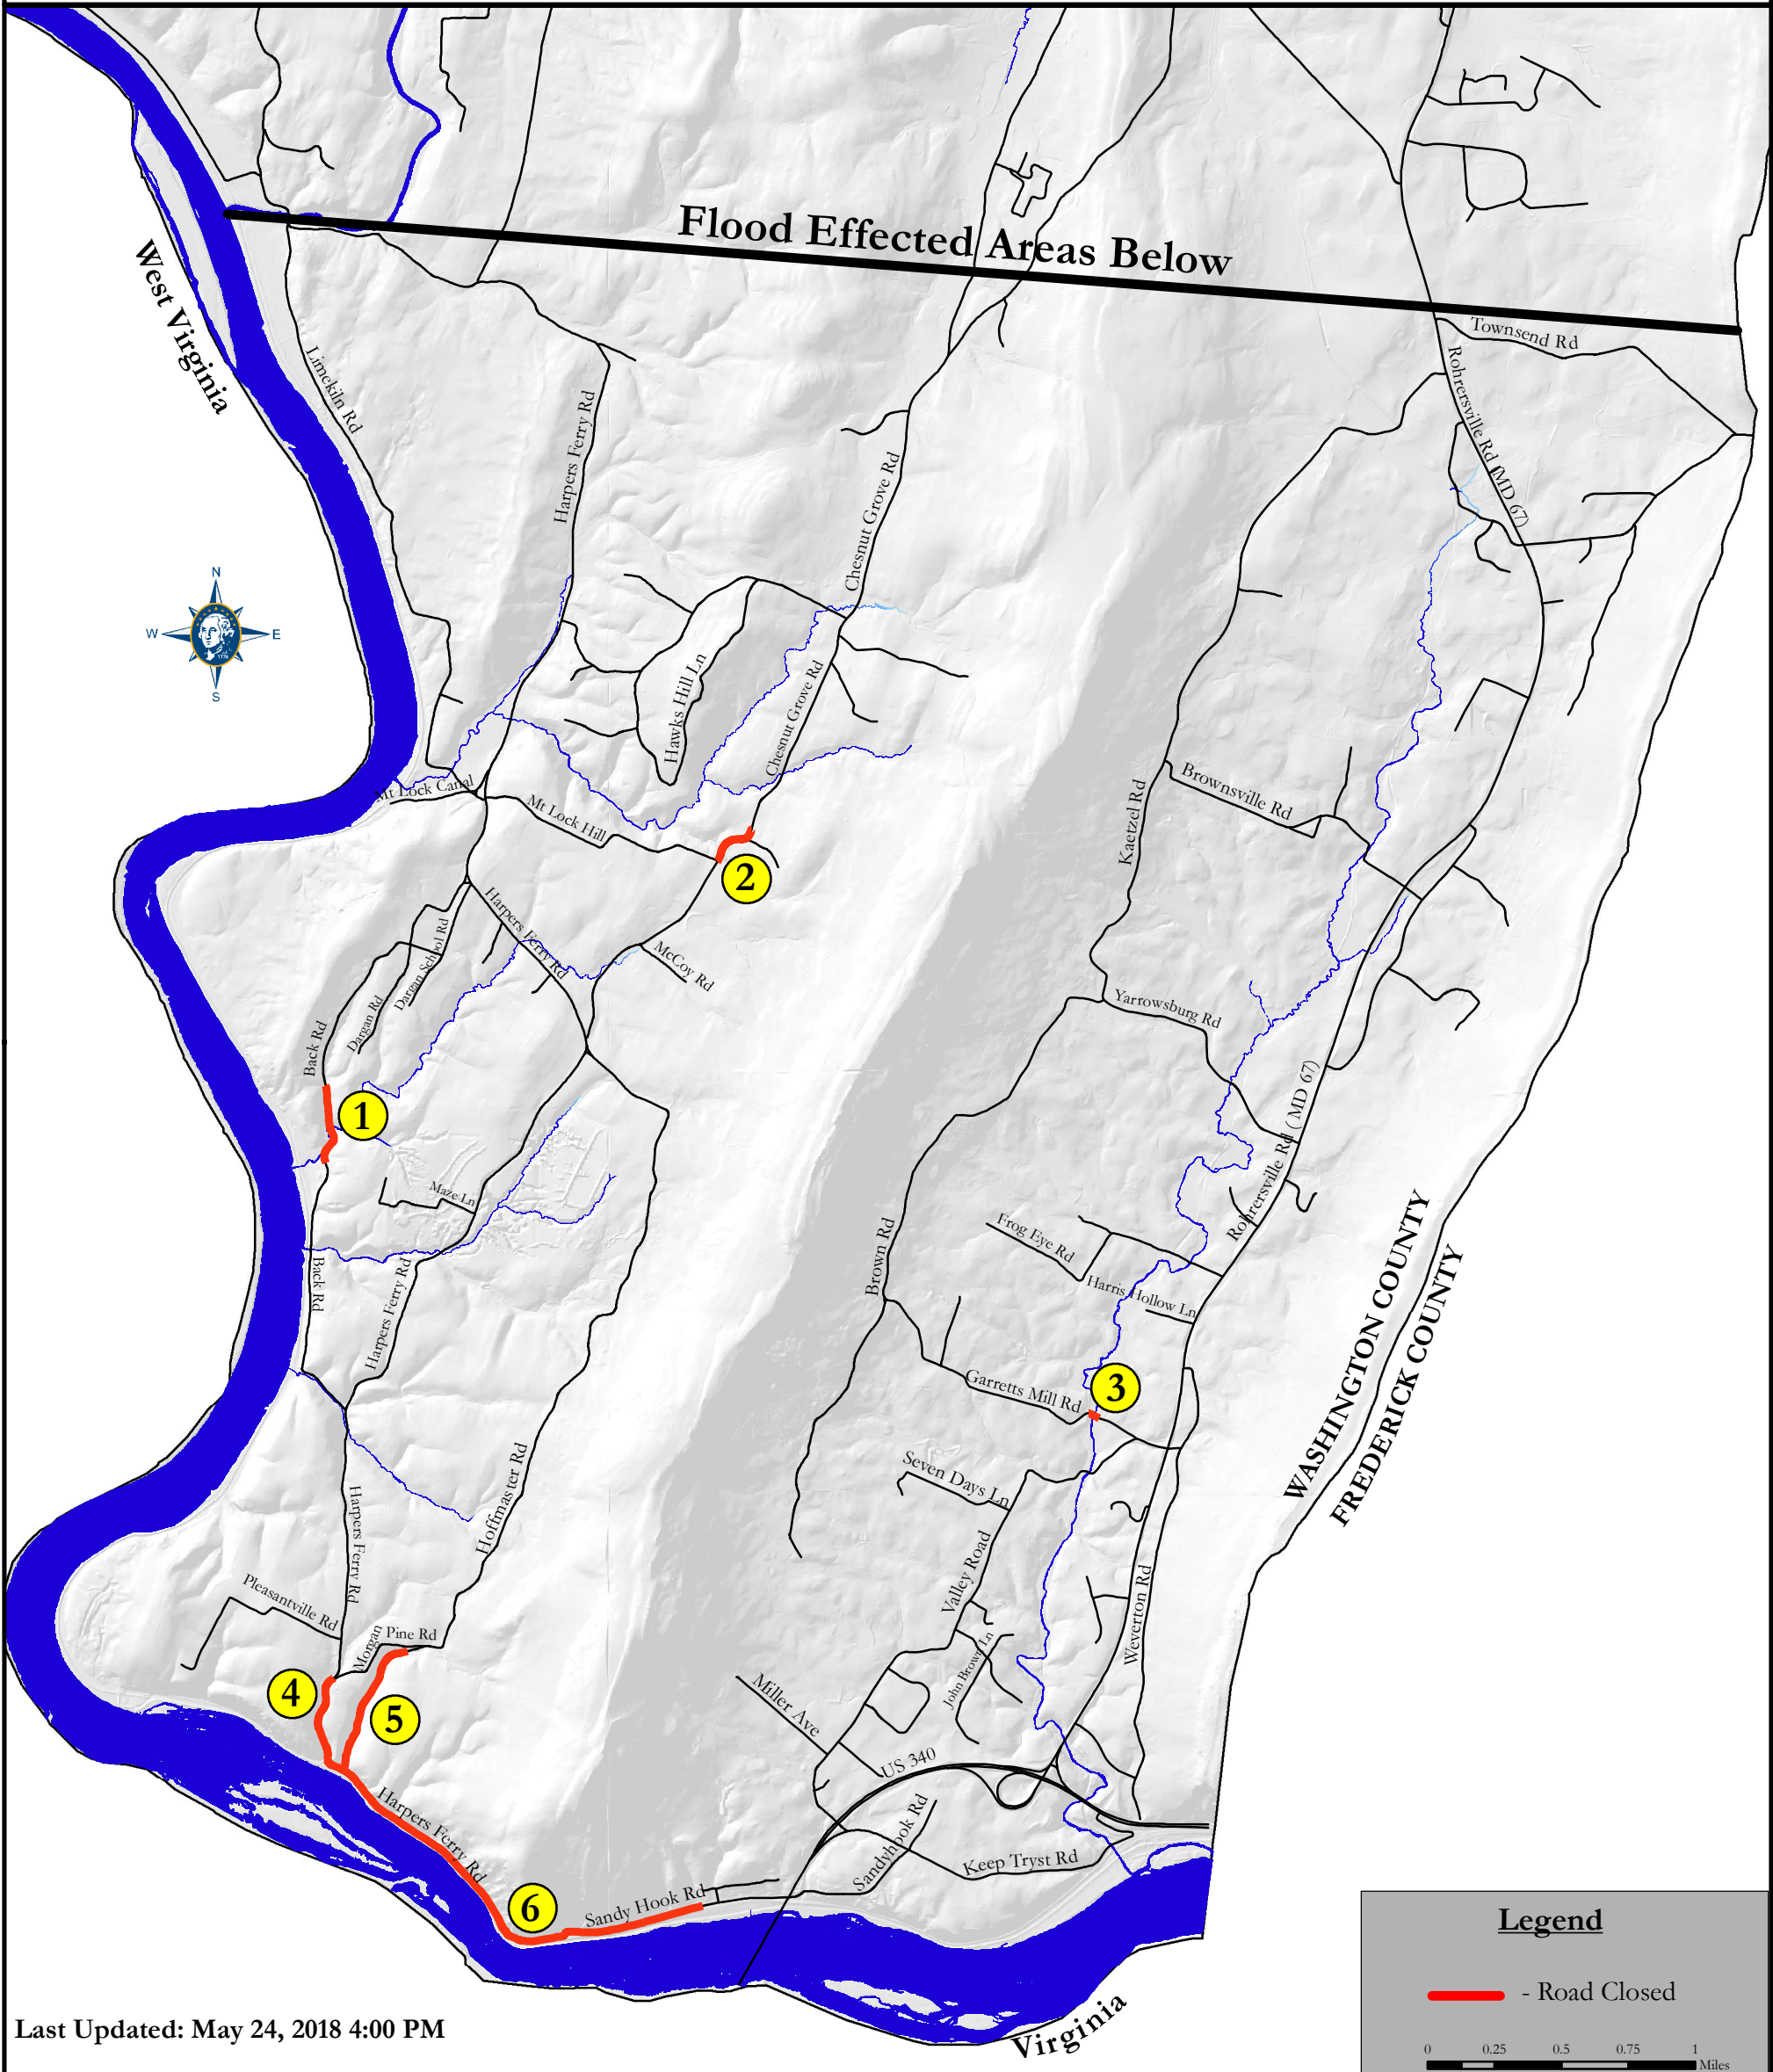 Flood Effected Areas Below
West Virginia
Townsend Rd
Rohrersville Rd (MD 67)
Limekiln Rd
Harpers Ferry Rd
Chesnut Grove Rd
N
W
E
S
1776
Hawks Hill Ln
Chesnut Grove Rd
Mt Lock Canal
Mt Lock Hill
Brownsville Rd
Kaetzel Rd
2
Harpers Ferry Rd
Dargan School Rd
McCoy Rd
Dargan Rd
Back Rd
Yarrowsburg Rd
1
Rohrersville Rd ( MD 67)
Maze Ln
Frog Eye Rd
Brown Rd
Back Rd
Harpers Ferry Rd
Harris Hollow Ln
WASHINGTON COUNTY
FREDERICK COUNTY
3
Garretts Mill Rd
Seven Days Ln
Hoffmaster Rd
Harpers Ferry Rd
Valley Road
Weverton Rd
Pleasantville Rd
Morgan
Pine Rd
John Brown Ln
4
5
Miller Ave
US 340
Harpers Ferry Rd
Sandyhook Rd
Keep Tryst Rd
6
Sandy Hook Rd
Virginia
Last Updated: May 24, 2018 4:00 PM
Legend
- Road Closed
0 0.25 0.5 0.75 1
Miles